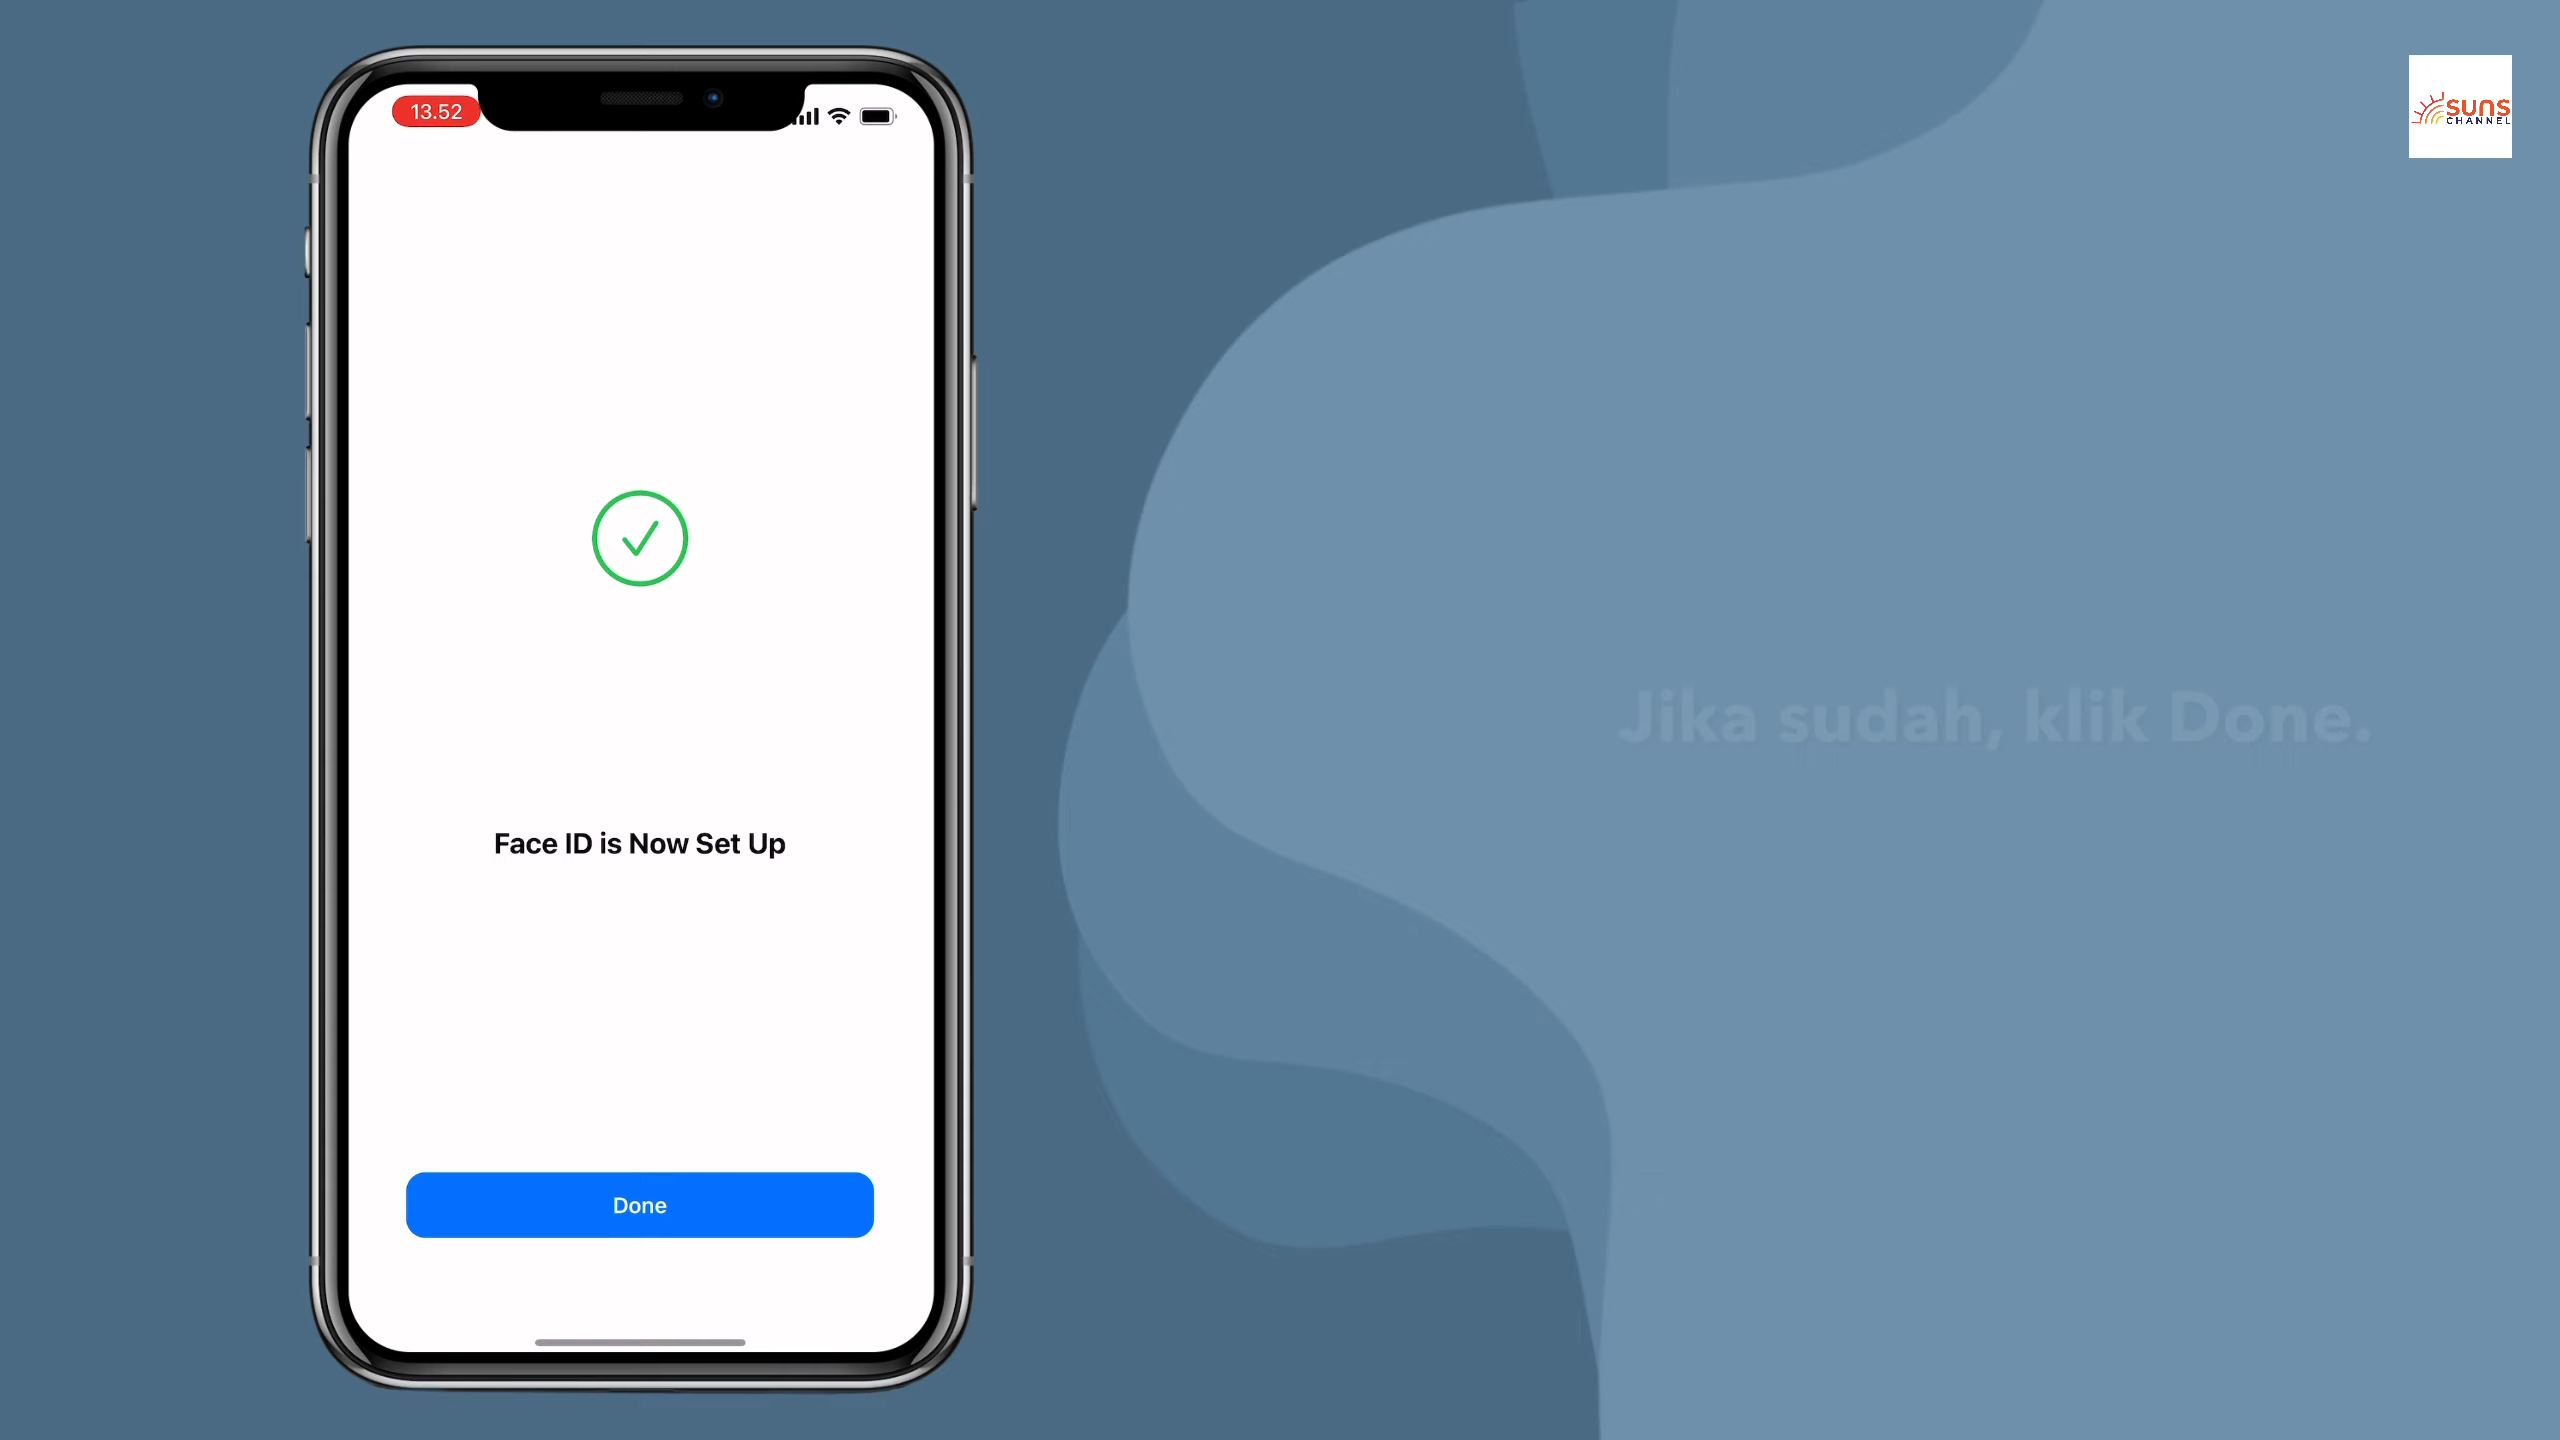 13.52
SUNS
CHANNEL
Jika sudah, klik Done.
Face ID is Now Set Up
Done